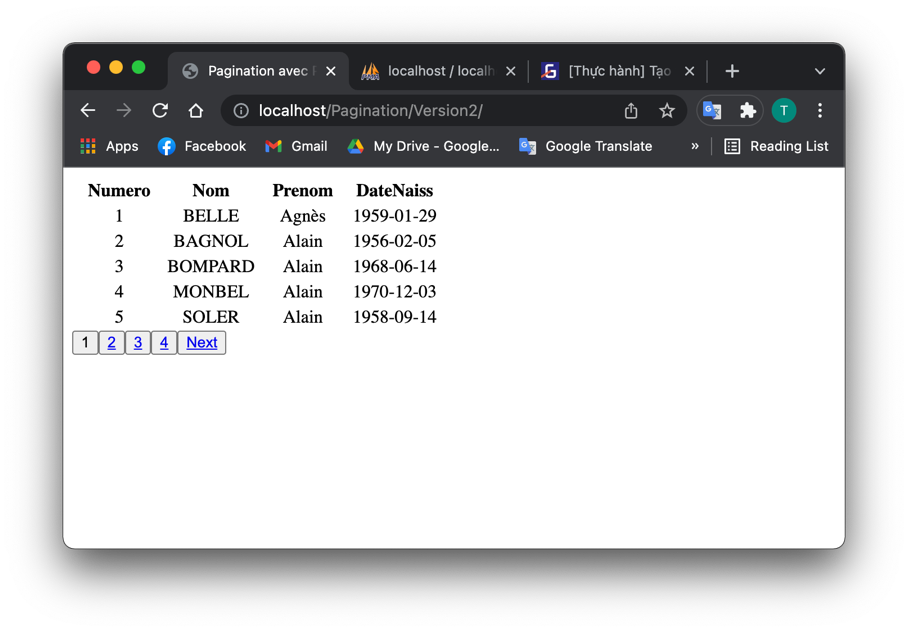 Pagination avec localhost / localh [Thực hành] Tạo
localhost/Pagination/Version2/ T
Apps Facebook Gmail My Drive - Google... Google Translate » Reading List
Numero Nom Prenom DateNaiss
1 BELLE Agnès 1959-01-29
2 BAGNOL Alain 1956-02-05
3 BOMPARD Alain 1968-06-14
4 MONBEL Alain 1970-12-03
5 SOLER Alain 1958-09-14
1 2 3 4 Next